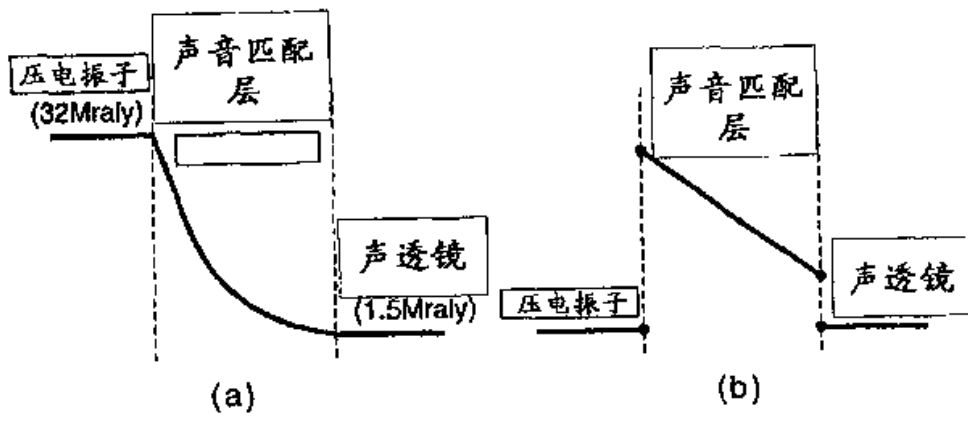 压电振子
(32Mraly)
声音匹配
层
声透镜
(1.5Mraly)
(a)
声音匹配
层
压电振子
声透镜
(b)